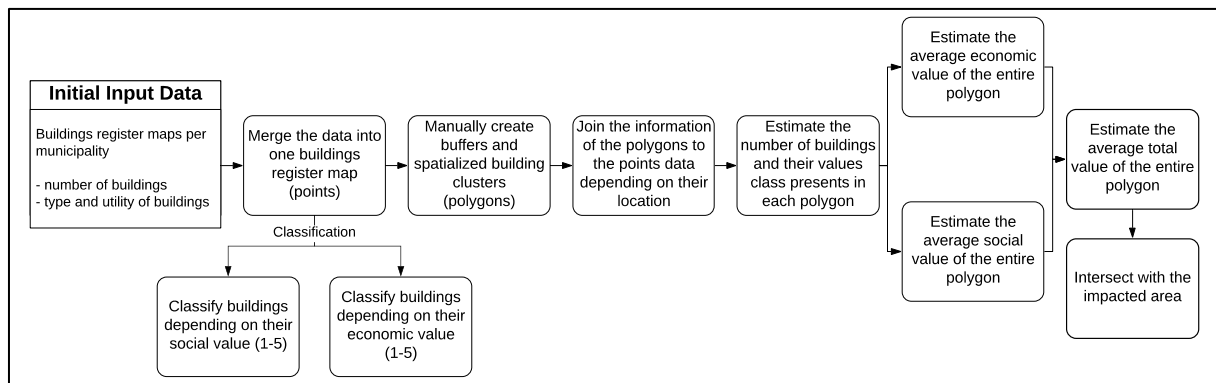 Initial Input Data
Buildings register maps per
municipality
- number of buildings
- type and utility of buildings
Merge the data into
one buildings
register map
(points)
Classification
Classify buildings
depending on their
social value (1-5)
Classify buildings
depending on their
economic value
(1-5)
Manually create
buffers and
spatialized building
clusters
(polygons)
Join the information
of the polygons to
the points data
depending on their
location
Estimate the
number of buildings
and their values
class presents in
each polygon
Estimate the
average economic
value of the entire
polygon
Estimate the
average social
value of the entire
polygon
Estimate the
average total
value of the entire
polygon
Intersect with the
impacted area